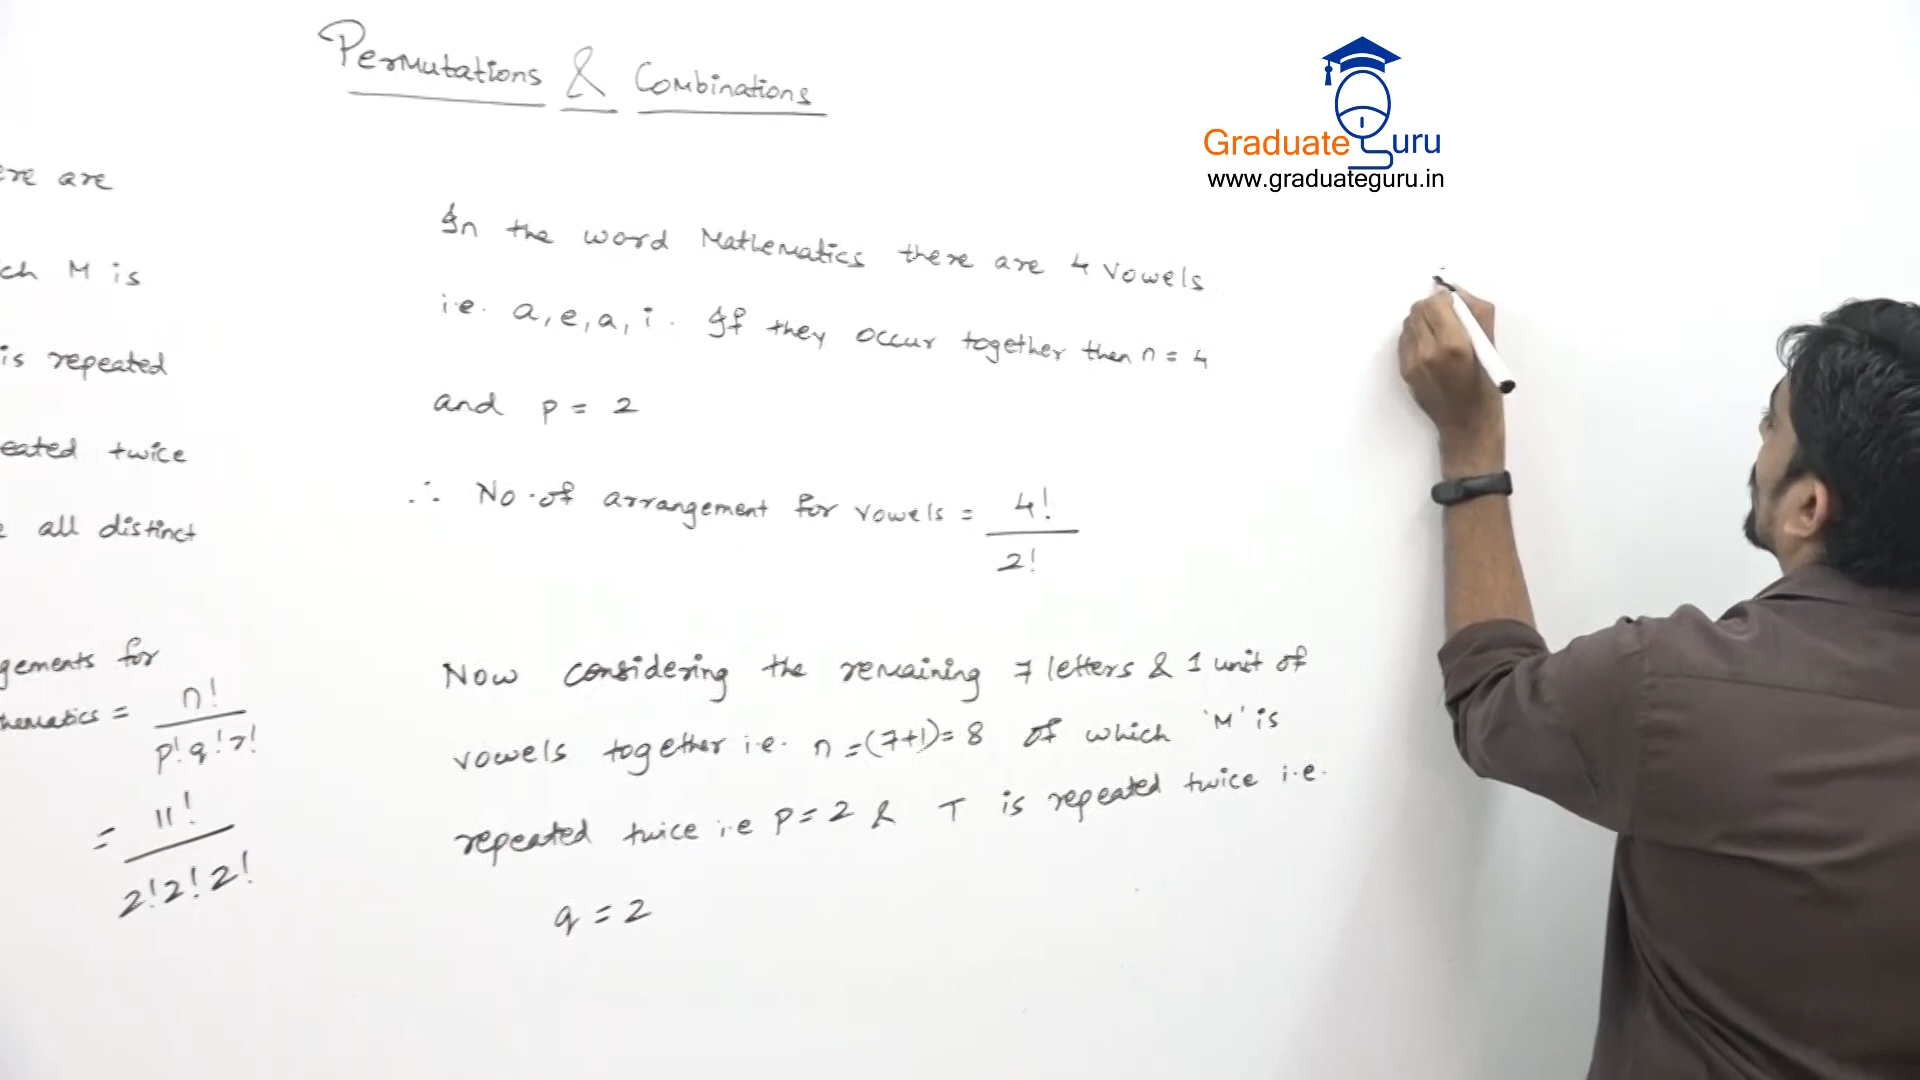 Permutations & Combinations
Graduate Guru
www.graduateguru.in
ere are
ch M is
is repeated
eated twice
all distinct
gements for
thematics = n!
p! q! r!
= 11!
2! 2! 2!
In the word Mathematics there are 4 vowels
i.e. a, e, a, i. If they occur together then n = 4
and p = 2
∴ No. of arrangement for vowels = 4!
2!
Now considering the remaining 7 letters & 1 unit of
vowels together i.e. n = (7+1) = 8 of which 'M' is
repeated twice i.e p = 2 & T is repeated twice i.e.
q = 2